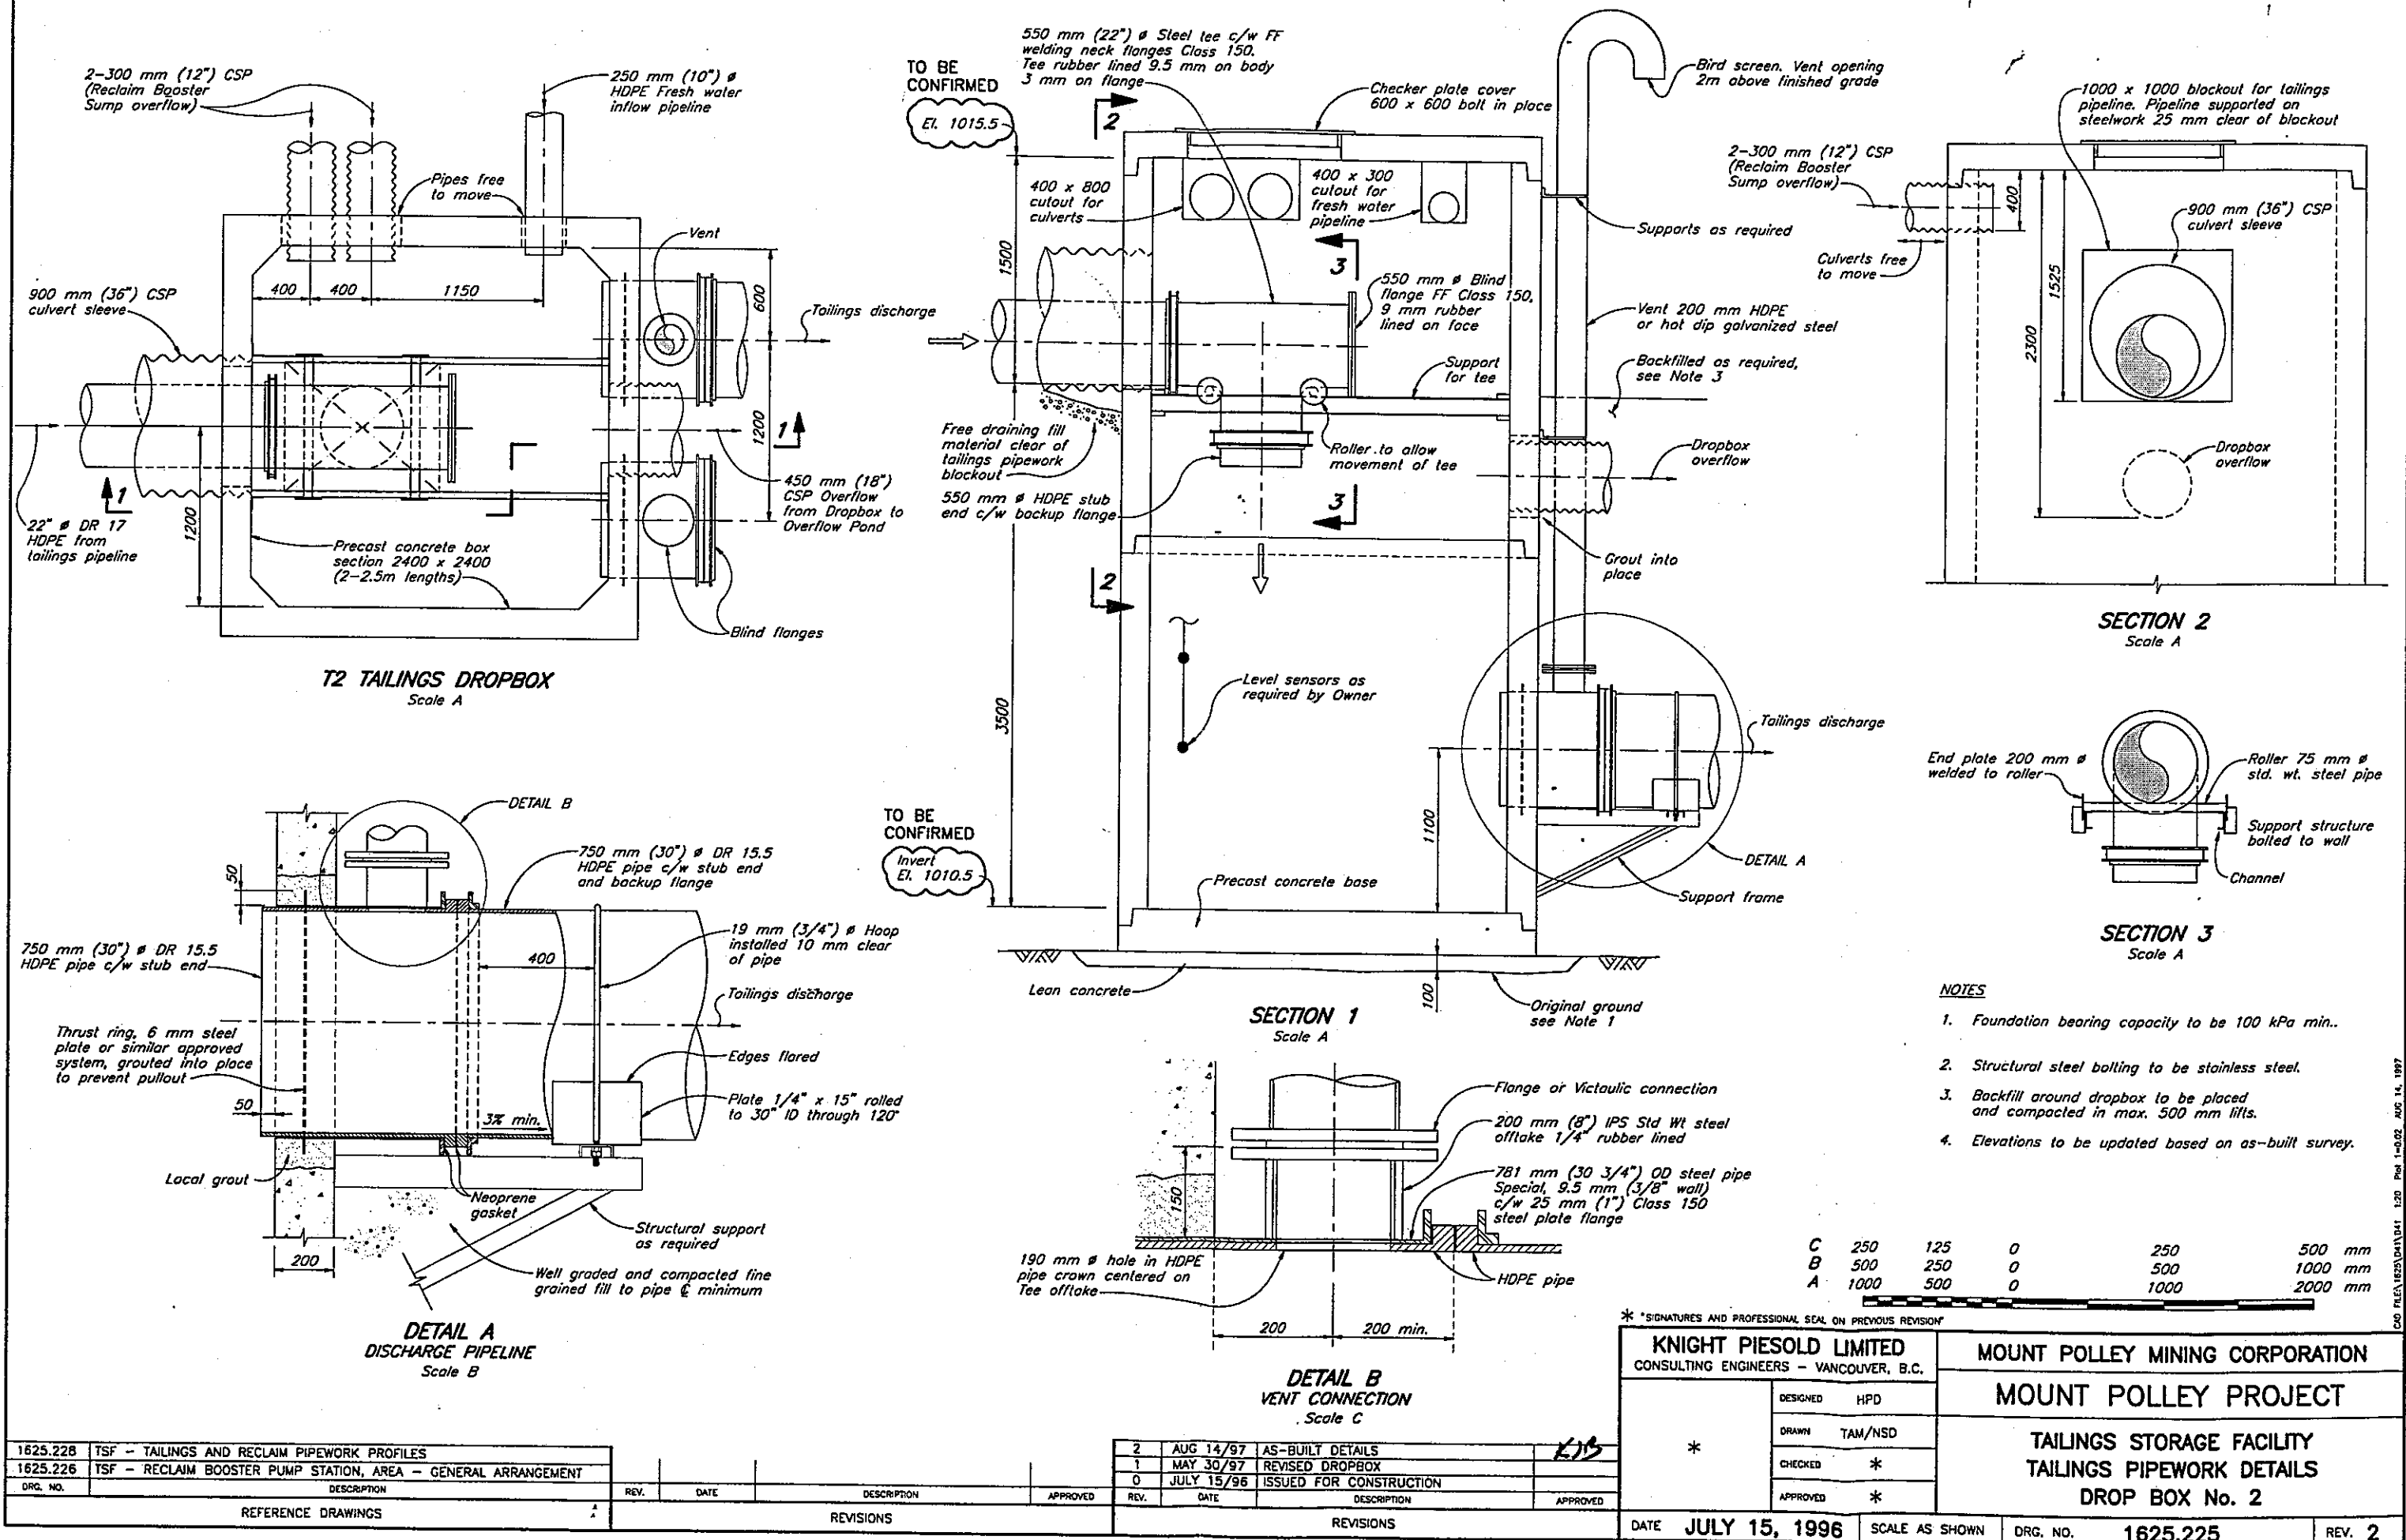 2-300 mm (12") CSP
(Reclaim Booster
Sump overflow)
250 mm (10") ø
HDPE Fresh water
inflow pipeline
Pipes free
to move
Vent
900 mm (36") CSP
culvert sleeve
400
400
1150
600
Tailings discharge
1200
1
1
450 mm (18")
CSP Overflow
from Dropbox to
Overflow Pond
22" ø DR 17
HDPE from
tailings pipeline
1200
Precast concrete box
section 2400 x 2400
(2-2.5m lengths)
Blind flanges
T2 TAILINGS DROPBOX
Scale A
550 mm (22") ø Steel tee c/w FF
welding neck flanges Class 150.
Tee rubber lined 9.5 mm on body
3 mm on flange
TO BE
CONFIRMED
El. 1015.5
2
Checker plate cover
600 x 600 bolt in place
Bird screen. Vent opening
2m above finished grade
400 x 800
cutout for
culverts
400 x 300
cutout for
fresh water
pipeline
Supports as required
1500
3
550 mm ø Blind
flange FF Class 150,
9 mm rubber
lined on face
Vent 200 mm HDPE
or hot dip galvanized steel
Support
for tee
Backfilled as required,
see Note 3
Free draining fill
material clear of
tailings pipework
blockout
Roller to allow
movement of tee
Dropbox
overflow
550 mm ø HDPE stub
end c/w backup flange
3
Grout into
place
2
Level sensors as
required by Owner
3500
Tailings discharge
1100
TO BE
CONFIRMED
Invert
El. 1010.5
DETAIL A
Precast concrete base
Support frame
Lean concrete
100
Original ground
see Note 1
SECTION 1
Scale A
1000 x 1000 blockout for tailings
pipeline. Pipeline supported on
steelwork 25 mm clear of blockout
2-300 mm (12") CSP
(Reclaim Booster
Sump overflow)
400
900 mm (36") CSP
culvert sleeve
Culverts free
to move
1525
2300
Dropbox
overflow
SECTION 2
Scale A
End plate 200 mm ø
welded to roller
Roller 75 mm ø
std. wt. steel pipe
Support structure
bolted to wall
Channel
SECTION 3
Scale A
DETAIL B
750 mm (30") ø DR 15.5
HDPE pipe c/w stub end
and backup flange
50
750 mm (30") ø DR 15.5
HDPE pipe c/w stub end
19 mm (3/4") ø Hoop
installed 10 mm clear
of pipe
400
Tailings discharge
Thrust ring, 6 mm steel
plate or similar approved
system, grouted into place
to prevent pullout
Edges flared
50
3% min.
Plate 1/4" x 15" rolled
to 30" ID through 120°
Local grout
Neoprene
gasket
Structural support
as required
200
Well graded and compacted fine
grained fill to pipe ℄ minimum
DETAIL A
DISCHARGE PIPELINE
Scale B
Flange or Victaulic connection
200 mm (8") IPS Std Wt steel
offtake 1/4" rubber lined
150
781 mm (30 3/4") OD steel pipe
Special, 9.5 mm (3/8" wall)
c/w 25 mm (1") Class 150
steel plate flange
190 mm ø hole in HDPE
pipe crown centered on
Tee offtake
HDPE pipe
200
200 min.
DETAIL B
VENT CONNECTION
Scale C
NOTES
1. Foundation bearing capacity to be 100 kPa min..
2. Structural steel bolting to be stainless steel.
3. Backfill around dropbox to be placed
and compacted in max. 500 mm lifts.
4. Elevations to be updated based on as-built survey.
C 250 125 0 250 500 mm
B 500 250 0 500 1000 mm
A 1000 500 0 1000 2000 mm
* "SIGNATURES AND PROFESSIONAL SEAL ON PREVIOUS REVISION"
KNIGHT PIESOLD LIMITED
CONSULTING ENGINEERS - VANCOUVER, B.C.
MOUNT POLLEY MINING CORPORATION
MOUNT POLLEY PROJECT
*
DESIGNED HPD
DRAWN TAM/NSD
CHECKED *
APPROVED *
TAILINGS STORAGE FACILITY
TAILINGS PIPEWORK DETAILS
DROP BOX No. 2
DATE JULY 15, 1996
SCALE AS SHOWN
DRG. NO. 1625.225
REV. 2
1625.228 TSF - TAILINGS AND RECLAIM PIPEWORK PROFILES
1625.226 TSF - RECLAIM BOOSTER PUMP STATION, AREA - GENERAL ARRANGEMENT
DRG. NO. DESCRIPTION
REFERENCE DRAWINGS
REV. DATE DESCRIPTION APPROVED
REVISIONS
2 AUG 14/97 AS-BUILT DETAILS
1 MAY 30/97 REVISED DROPBOX
0 JULY 15/96 ISSUED FOR CONSTRUCTION
REV. DATE DESCRIPTION APPROVED
REVISIONS